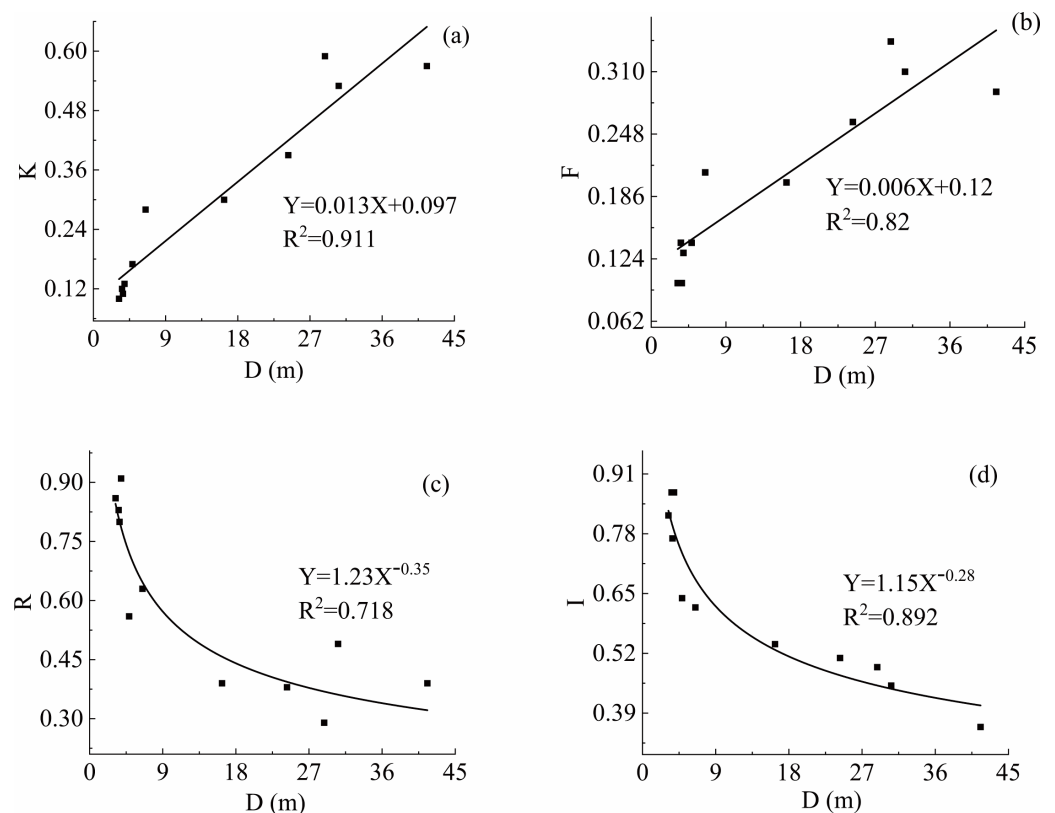 (a)
0.60
0.48
0.36
0.24
0.12
K
Y=0.013X+0.097
R²=0.911
0 9 18 27 36 45
D (m)
(b)
0.310
0.248
0.186
0.124
0.062
F
Y=0.006X+0.12
R²=0.82
0 9 18 27 36 45
D (m)
(c)
0.90
0.75
0.60
0.45
0.30
R
Y=1.23X⁻⁰·³⁵
R²=0.718
0 9 18 27 36 45
D (m)
(d)
0.91
0.78
0.65
0.52
0.39
I
Y=1.15X⁻⁰·²⁸
R²=0.892
0 9 18 27 36 45
D (m)